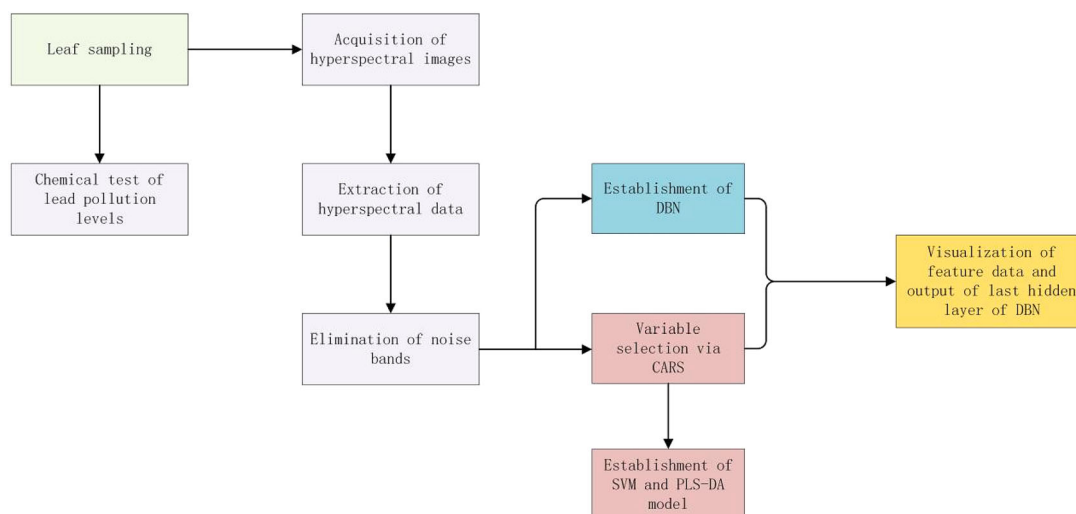 Leaf sampling
Acquisition of
hyperspectral images
Chemical test of
lead pollution
levels
Extraction of
hyperspectral data
Establishment of
DBN
Visualization of
feature data and
output of last hidden
layer of DBN
Elimination of noise
bands
Variable
selection via
CARS
Establishment of
SVM and PLS-DA
model